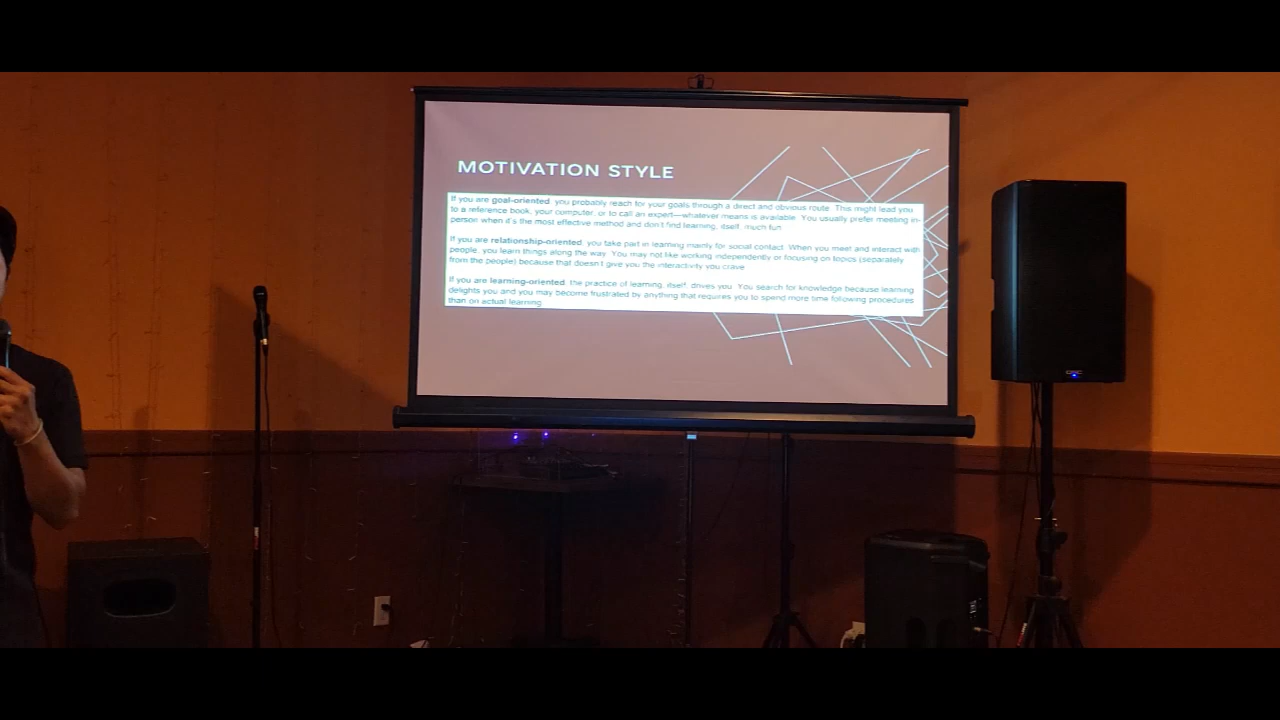 MOTIVATION STYLE
If you are goal-oriented, you probably reach for your goals through a direct and obvious route. This might lead you
to a reference book, your computer, or to call an expert—whatever means is available. You usually prefer meeting in-
person when it's the most effective method and don't find learning, itself, much fun.
If you are relationship-oriented, you take part in learning mainly for social contact. When you meet and interact with
people, you learn things along the way. You may not like working independently or focusing on topics (separately
from the people) because that doesn't give you the interactivity you crave.
If you are learning-oriented, the practice of learning, itself, drives you. You search for knowledge because learning
delights you and you may become frustrated by anything that requires you to spend more time following procedures
than on actual learning.
QSC